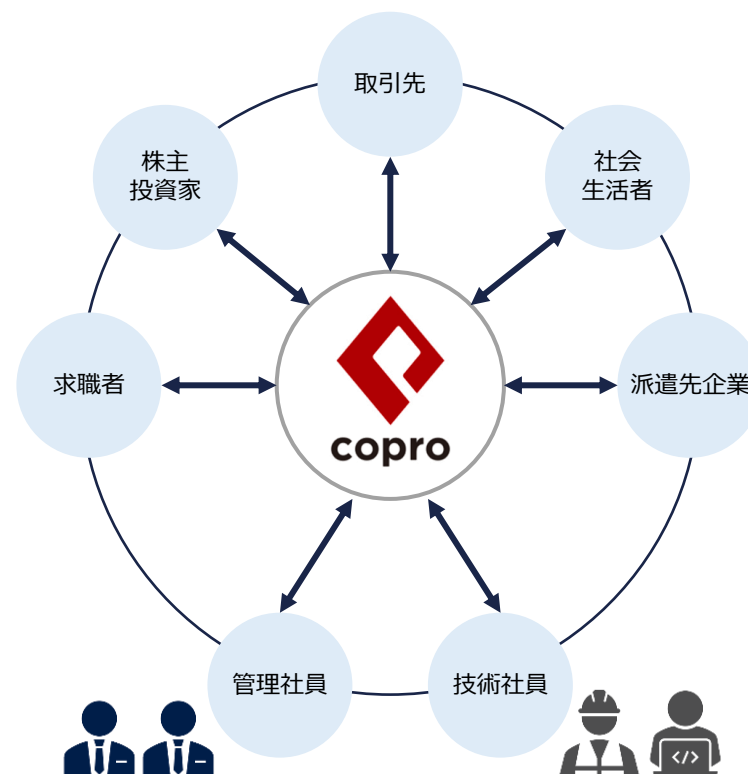 取引先
株主
投資家
社会
生活者
求職者
copro
派遣先企業
管理社員
技術社員
</>